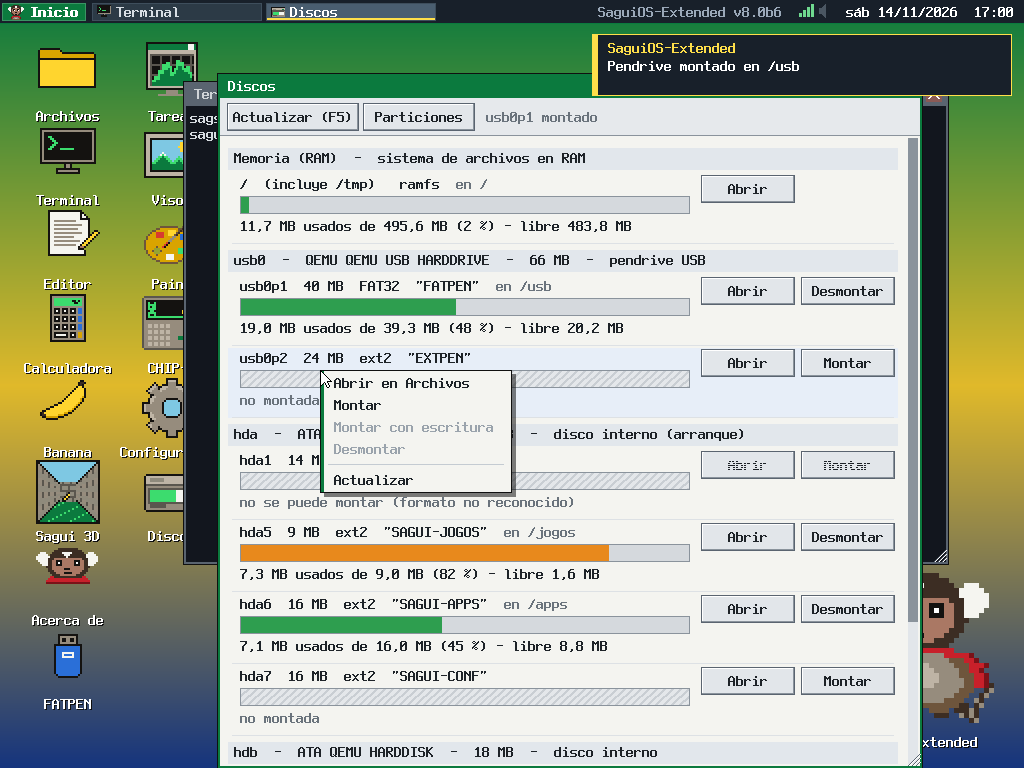 Inicio
Terminal
Discos
SaguiOS-Extended v8.0b6
sáb 14/11/2026 17:00
SaguiOS-Extended
Pendrive montado en /usb
Archivos
Terminal
Editor
Calculadora
CHIP-
Banana
Configur
Sagui 3D
Acerca de
FATPEN
Discos
Actualizar (F5)
Particiones
usb0p1 montado
Memoria (RAM) - sistema de archivos en RAM
/ (incluye /tmp) ramfs en /
Abrir
11,7 MB usados de 495,6 MB (2 %) - libre 483,8 MB
usb0 - QEMU QEMU USB HARDDRIVE - 66 MB - pendrive USB
usb0p1 40 MB FAT32 "FATPEN" en /usb
Abrir
Desmontar
19,0 MB usados de 39,3 MB (48 %) - libre 20,2 MB
usb0p2 24 MB ext2 "EXTPEN"
Abrir
Montar
no montada
Abrir en Archivos
Montar
Montar con escritura
Desmontar
Actualizar
hda - ATA
- disco interno (arranque)
hda1 14 M
Abrir
Montar
no se puede montar (formato no reconocido)
hda5 9 MB ext2 "SAGUI-JOGOS" en /jogos
Abrir
Desmontar
7,3 MB usados de 9,0 MB (82 %) - libre 1,6 MB
hda6 16 MB ext2 "SAGUI-APPS" en /apps
Abrir
Desmontar
7,1 MB usados de 16,0 MB (45 %) - libre 8,8 MB
hda7 16 MB ext2 "SAGUI-CONF"
Abrir
Montar
no montada
hdb - ATA QEMU HARDDISK - 18 MB - disco interno
xtended